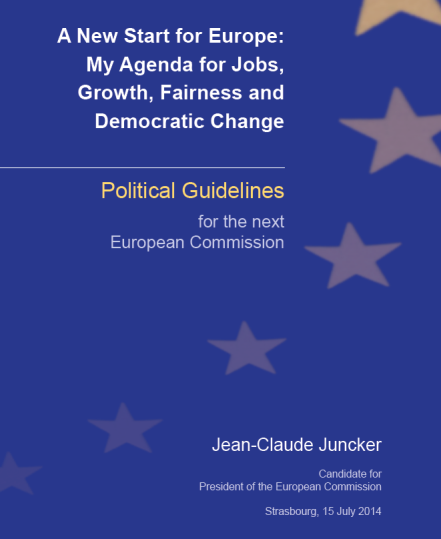 A New Start for Europe:
My Agenda for Jobs,
Growth, Fairness and
Democratic Change
Political Guidelines
for the next
European Commission
Jean-Claude Juncker
Candidate for
President of the European Commission
Strasbourg, 15 July 2014